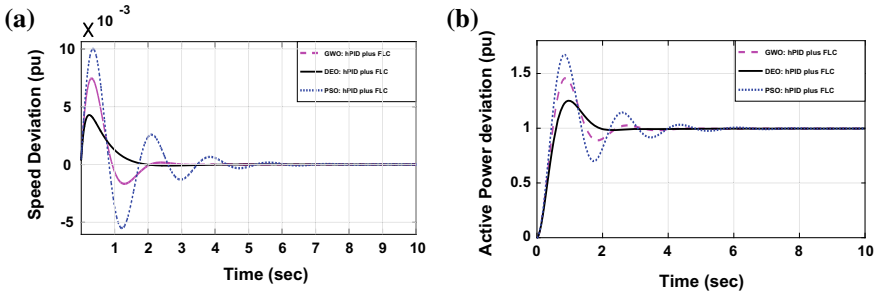 (a)
X10 -3
Speed Deviation (pu)
10
5
0
-5
1 2 3 4 5 6 7 8 9 10
Time (sec)
GWO: hPID plus FLC
DEO: hPID plus FLC
PSO: hPID plus FLC
(b)
Active Power deviation (pu)
1.5
1
0.5
0
0 2 4 6 8 10
Time (sec)
GWO: hPID plus FLC
DEO: hPID plus FLC
PSO: hPID plus FLC